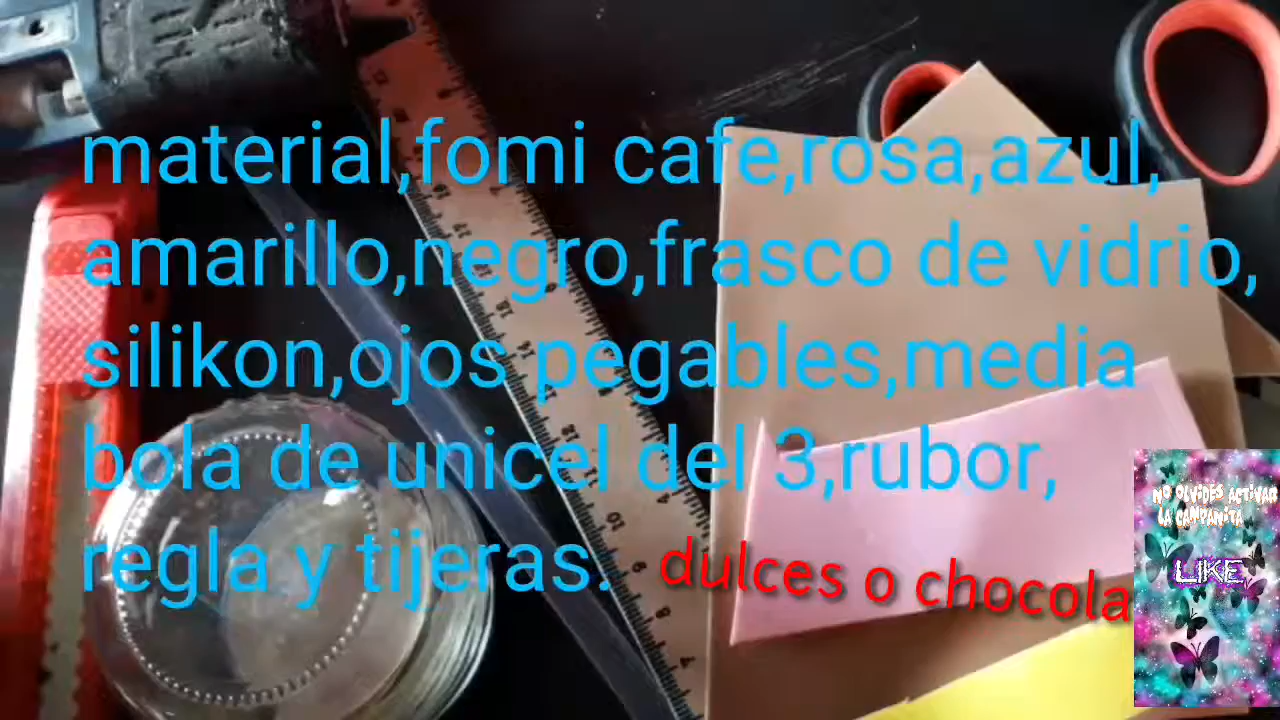 material,fomi cafe,rosa,azul,
amarillo,negro,frasco de vidrio,
silikon,ojos pegables,media
bola de unicel del 3,rubor,
regla y tijeras.
dulces o chocola
NO OLVIDES ACTIVAR
LA CAMPANITA
LIKE